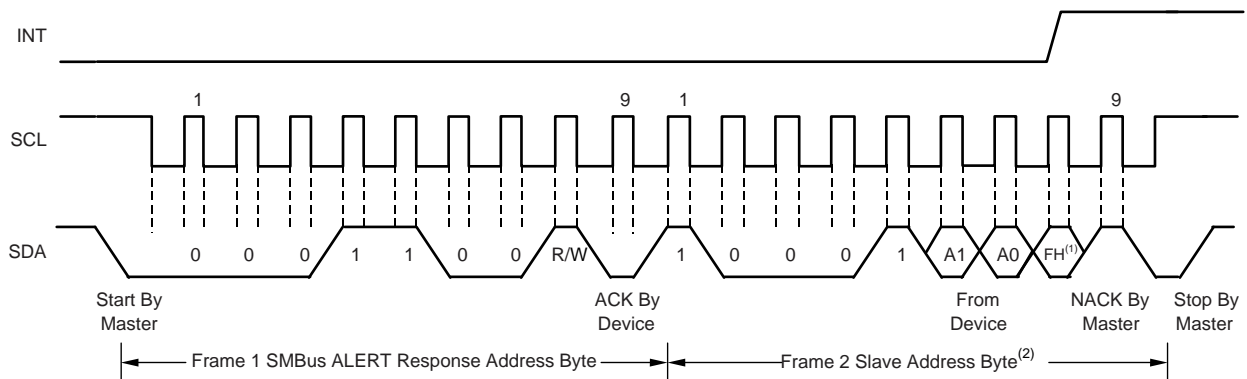 INT
1 9 1 9
SCL
SDA
0 0 0 1 1 0 0 R/W 1 0 0 0 1 A1 A0 FH(1)
Start By
Master
ACK By
Device
From
Device
NACK By
Master
Stop By
Master
Frame 1 SMBus ALERT Response Address Byte
Frame 2 Slave Address Byte(2)